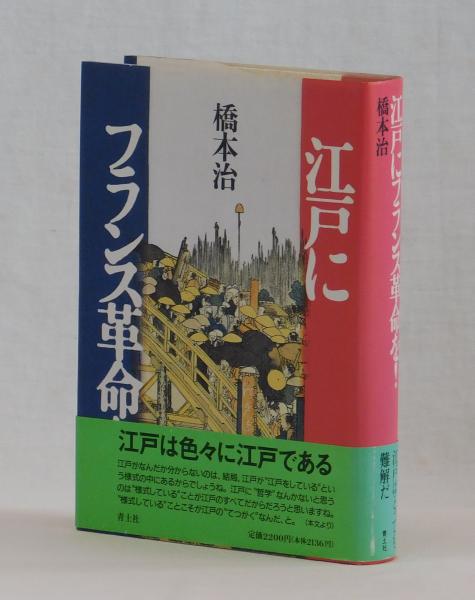 江戸に
フランス革命
橋本治
江戸は色々に江戸である
江戸がなんだか分からないのは、結局、江戸が“江戸をしている”とい
う様式の中にあるからでしょうね。江戸に“哲学”なんかないと思う
のは“様式している”ことが江戸のすべてだからだろうと思いますね。
“様式している”ことこそが江戸の“てつがく”なんだ、と。（本文より）
青土社
定価2200円（本体2136円）
江戸にフランス革命を！
橋本治
難解だ
青土社